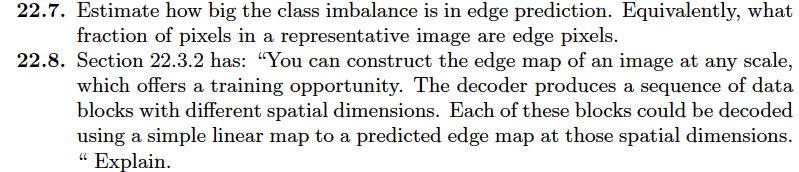 22.7. Estimate how big the class imbalance is in edge prediction. Equivalently, what
fraction of pixels in a representative image are edge pixels.
22.8. Section 22.3.2 has: “You can construct the edge map of an image at any scale,
which offers a training opportunity. The decoder produces a sequence of data
blocks with different spatial dimensions. Each of these blocks could be decoded
using a simple linear map to a predicted edge map at those spatial dimensions.
“ Explain.